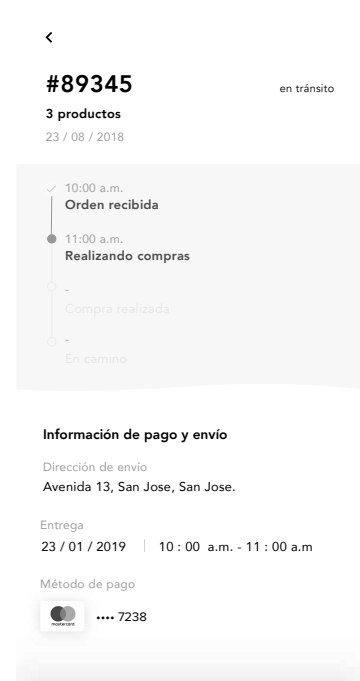 #89345
en tránsito
3 productos
23 / 08 / 2018
10:00 a.m.
Orden recibida
11:00 a.m.
Realizando compras
-
Compra realizada
-
En camino
Información de pago y envío
Dirección de envío
Avenida 13, San Jose, San Jose.
Entrega
23 / 01 / 2019 10 : 00 a.m. - 11 : 00 a.m
Método de pago
mastercard
•••• 7238